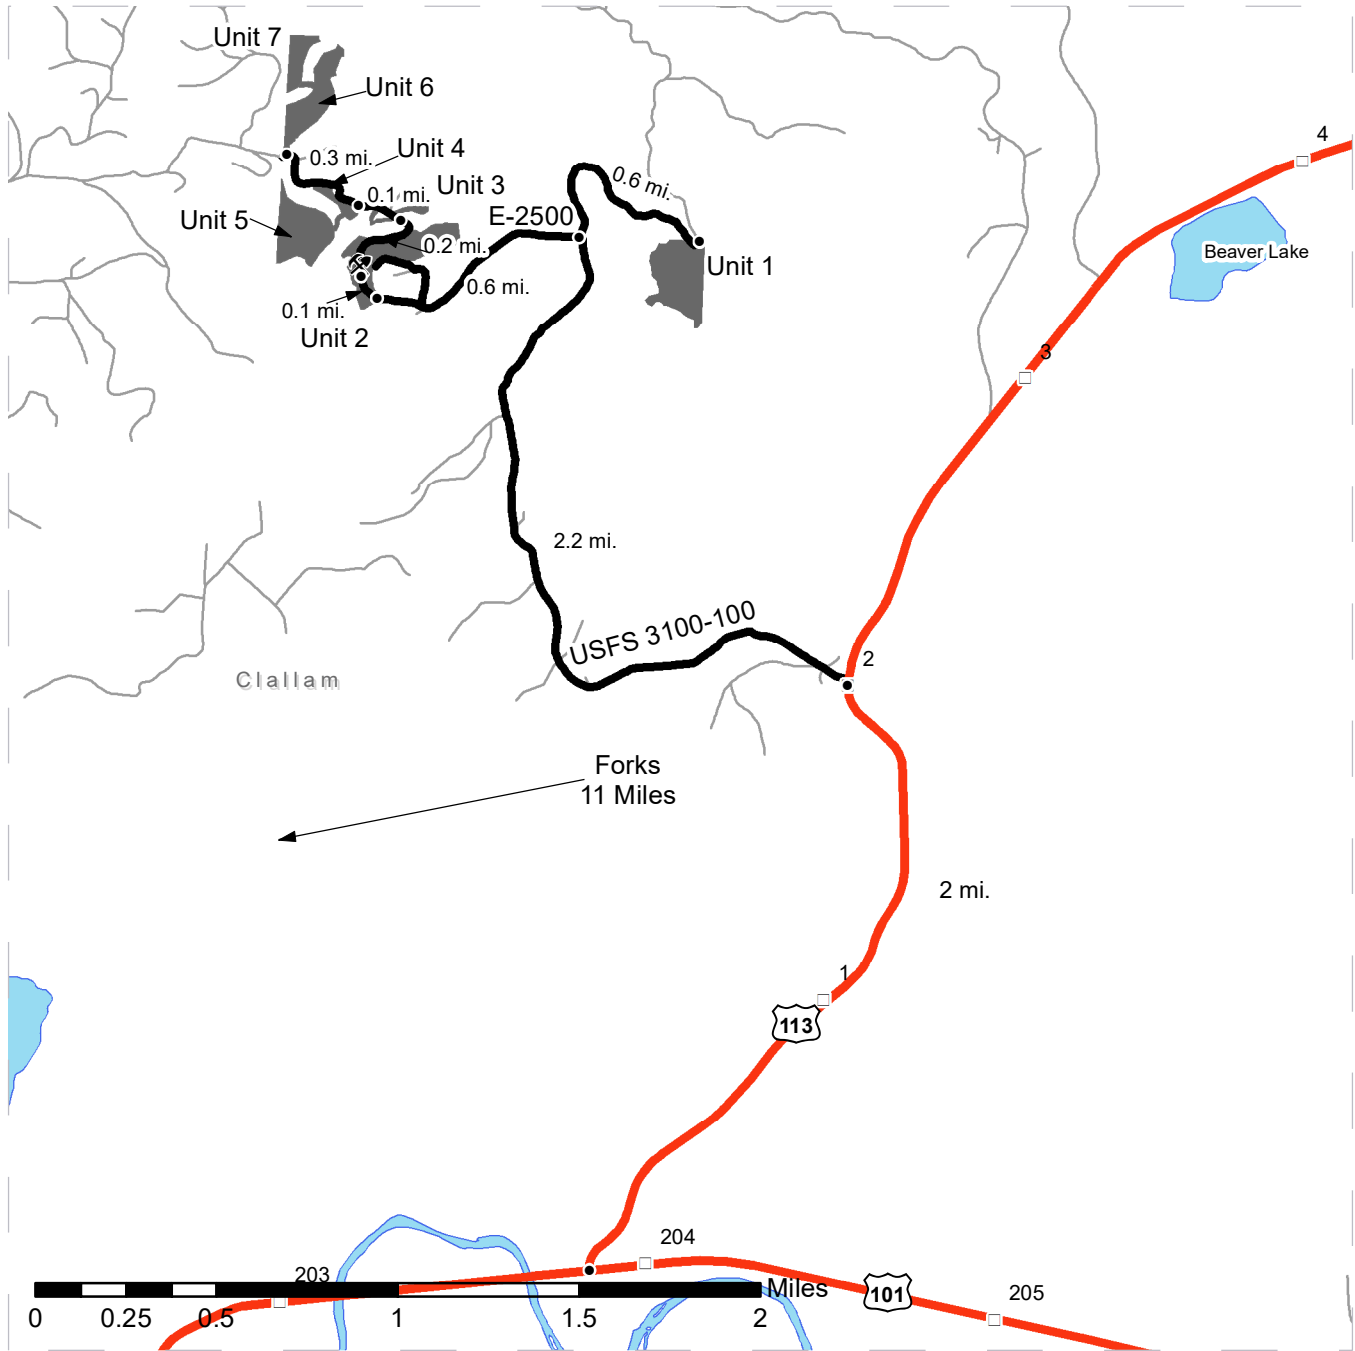 Unit 7
Unit 6
4
0.3 mi.
Unit 4
0.1 mi.
Unit 3
0.6 mi.
Unit 5
E-2500
0.2 mi.
Beaver Lake
Unit 1
0.6 mi.
0.1 mi.
Unit 2
3
2.2 mi.
USFS 3100-100
2
Clallam
Forks
11 Miles
2 mi.
1
113
204
203
Miles
101
205
0
0.25
0.5
1
1.5
2